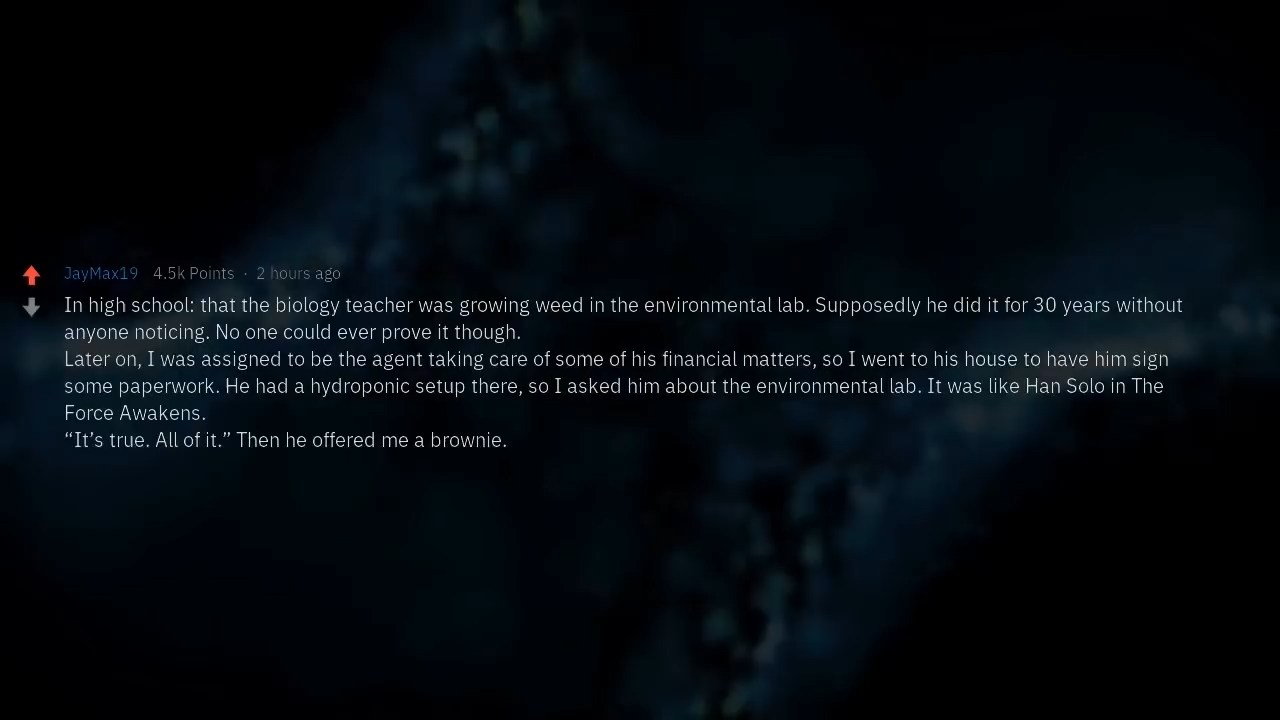 JayMax19 4.5k Points · 2 hours ago
In high school: that the biology teacher was growing weed in the environmental lab. Supposedly he did it for 30 years without
anyone noticing. No one could ever prove it though.
Later on, I was assigned to be the agent taking care of some of his financial matters, so I went to his house to have him sign
some paperwork. He had a hydroponic setup there, so I asked him about the environmental lab. It was like Han Solo in The
Force Awakens.
“It’s true. All of it.” Then he offered me a brownie.